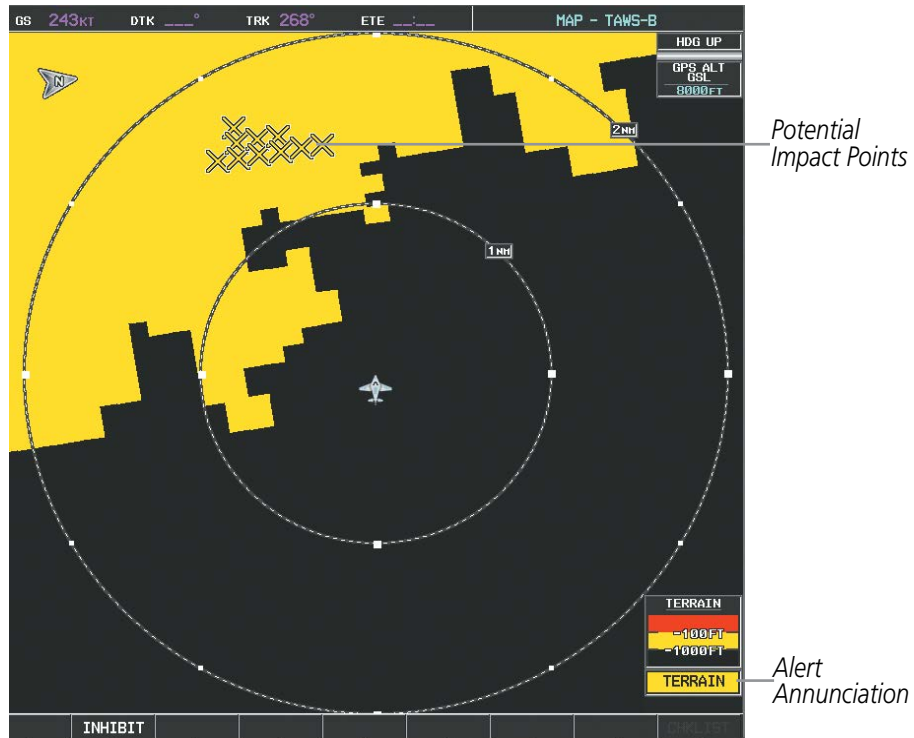 GS 243KT DTK ___° TRK 268° ETE __:__ MAP - TAWS-B
HDG UP
GPS ALT
GSL
8000FT
N
2NM
Potential
Impact Points
1NM
TERRAIN
-100FT
-1000FT
TERRAIN
Alert
Annunciation
INHIBIT
CHKLIST